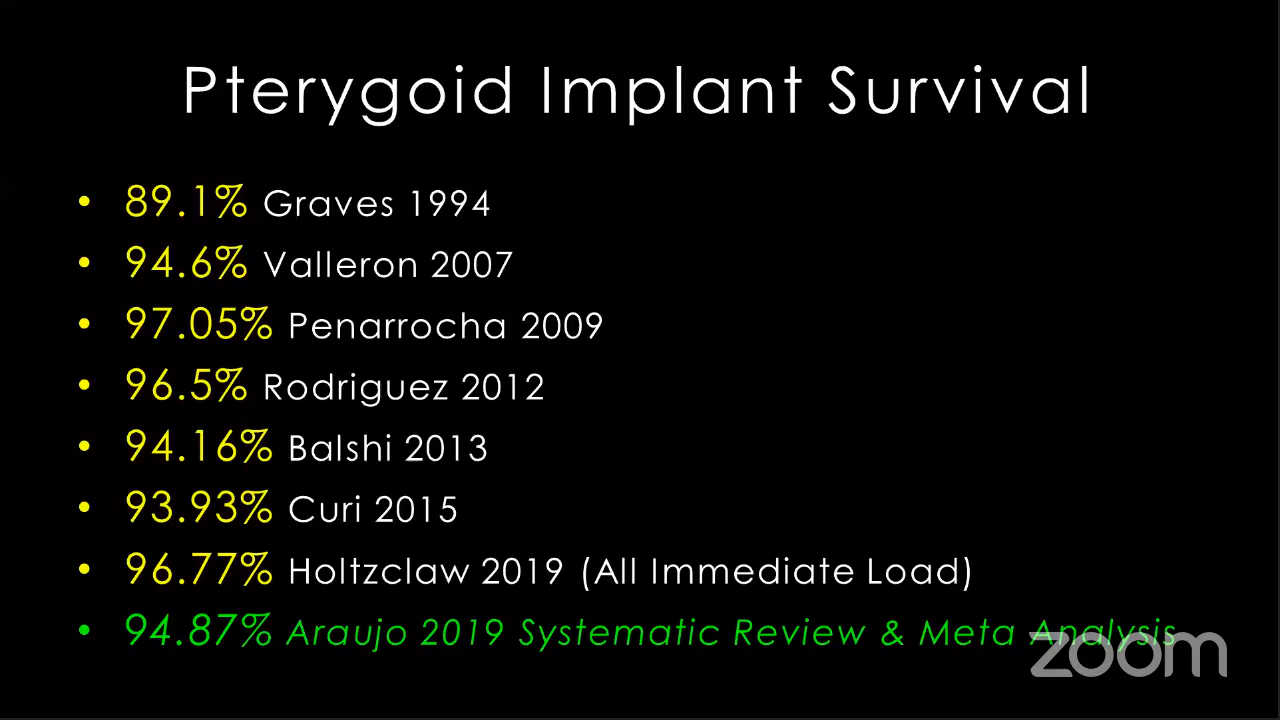 Pterygoid Implant Survival
• 89.1% Graves 1994
• 94.6% Valleron 2007
• 97.05% Penarrocha 2009
• 96.5% Rodriguez 2012
• 94.16% Balshi 2013
• 93.93% Curi 2015
• 96.77% Holtzclaw 2019 (All Immediate Load)
• 94.87% Araujo 2019 Systematic Review & Meta Analysis
zoom